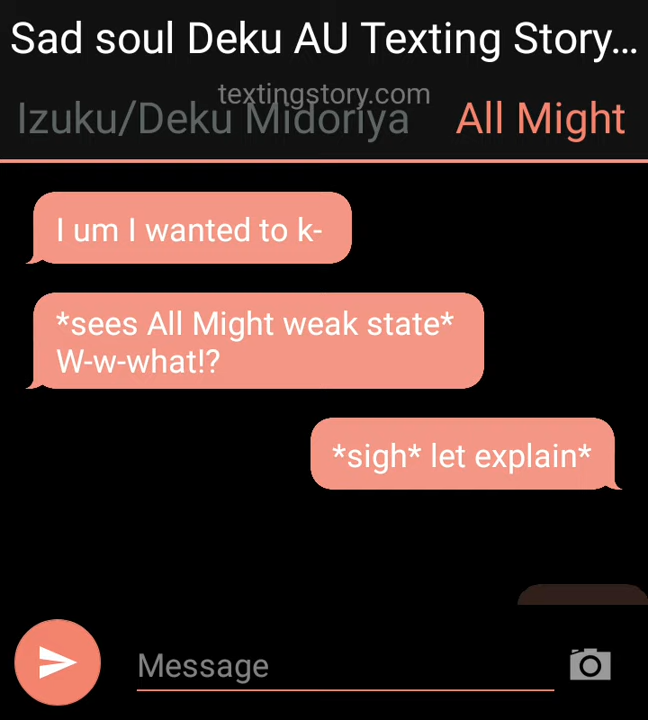 Sad soul Deku AU Texting Story...
textingstory.com
Izuku/Deku Midoriya All Might
I um I wanted to k-
*sees All Might weak state*
W-w-what!?
*sigh* let explain*
Message